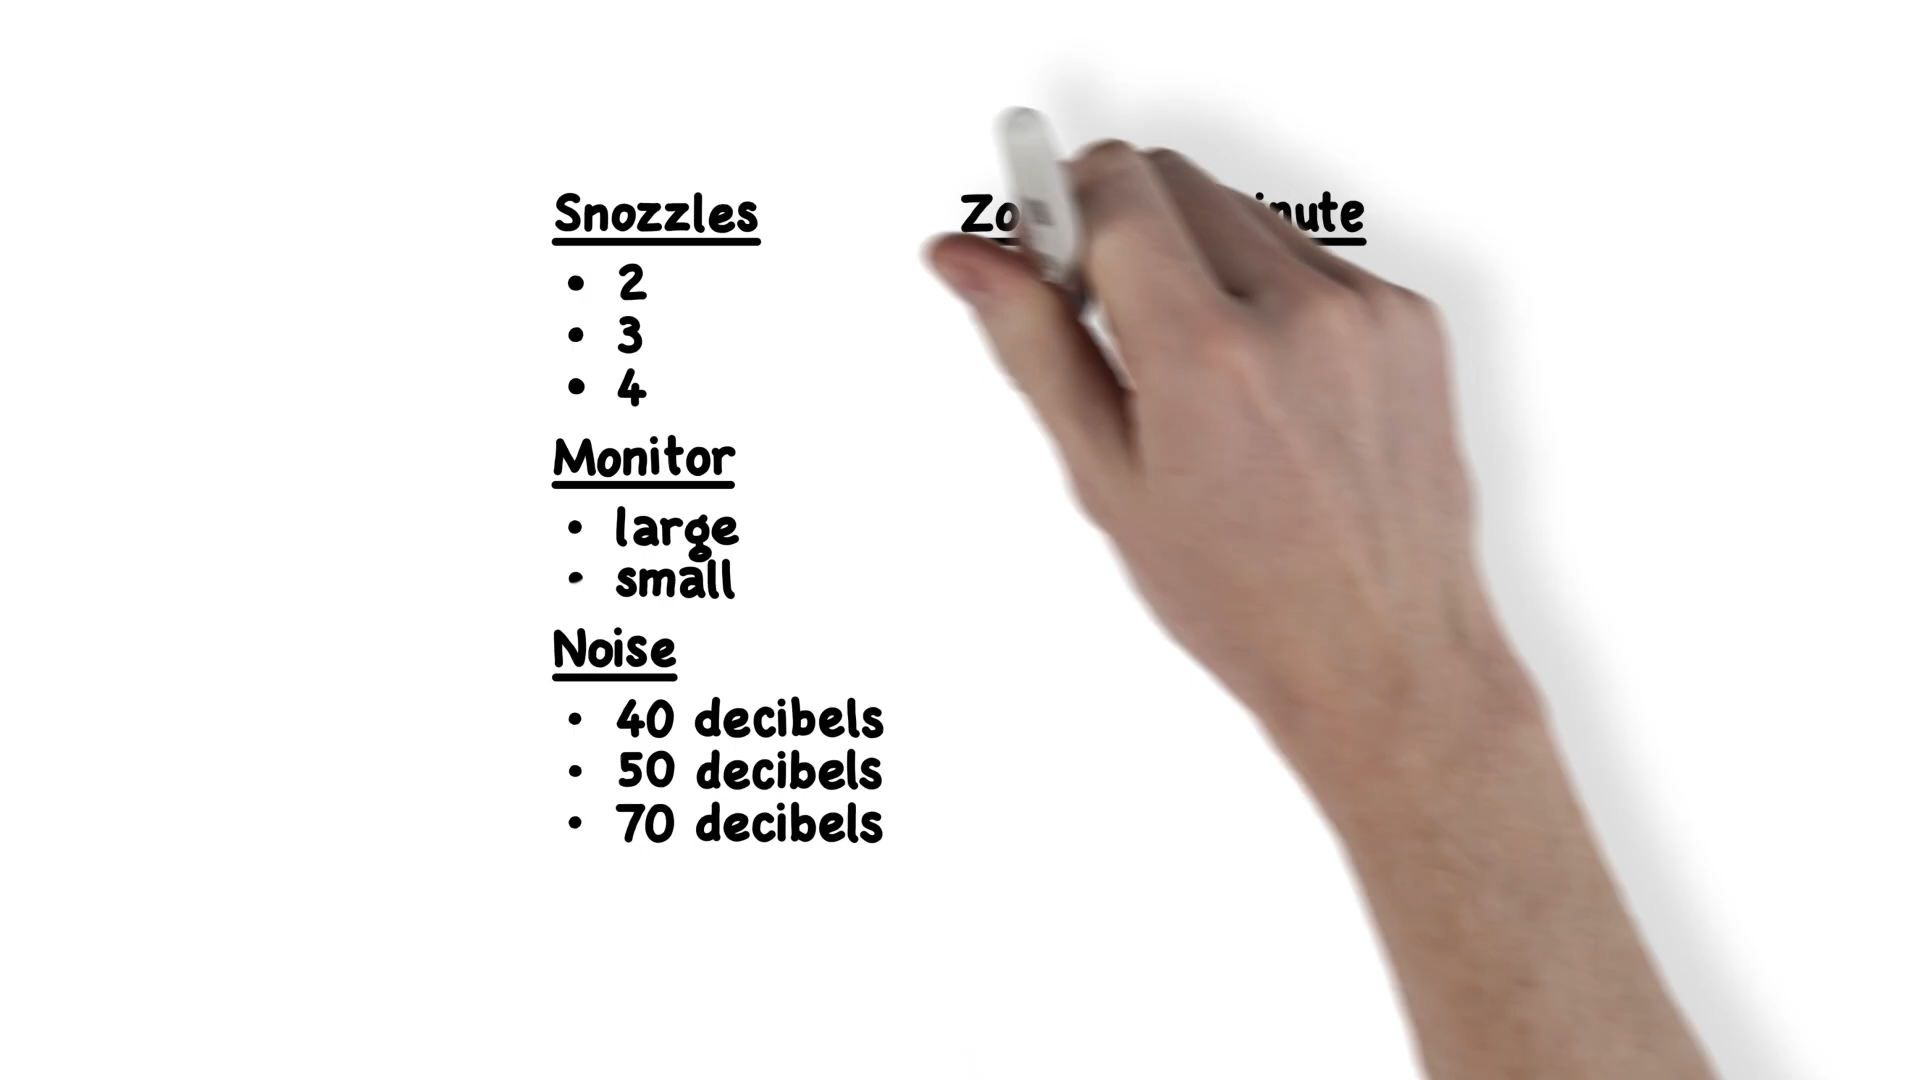 Snozzles
• 2
• 3
• 4
Monitor
• large
• small
Noise
• 40 decibels
• 50 decibels
• 70 decibels